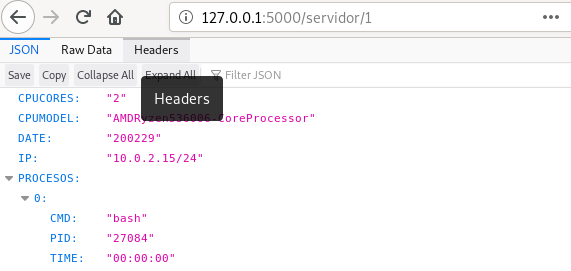 127.0.0.1:5000/servidor/1
JSON Raw Data Headers
Save Copy Collapse All Expand All Filter JSON
Headers
CPUCORES: "2"
CPUMODEL: CoreProcessor"
DATE: "200229"
IP: "10.0.2.15/24"
PROCESOS:
0:
CMD: "bash"
PID: "27084"
TIME: "00:00:00"